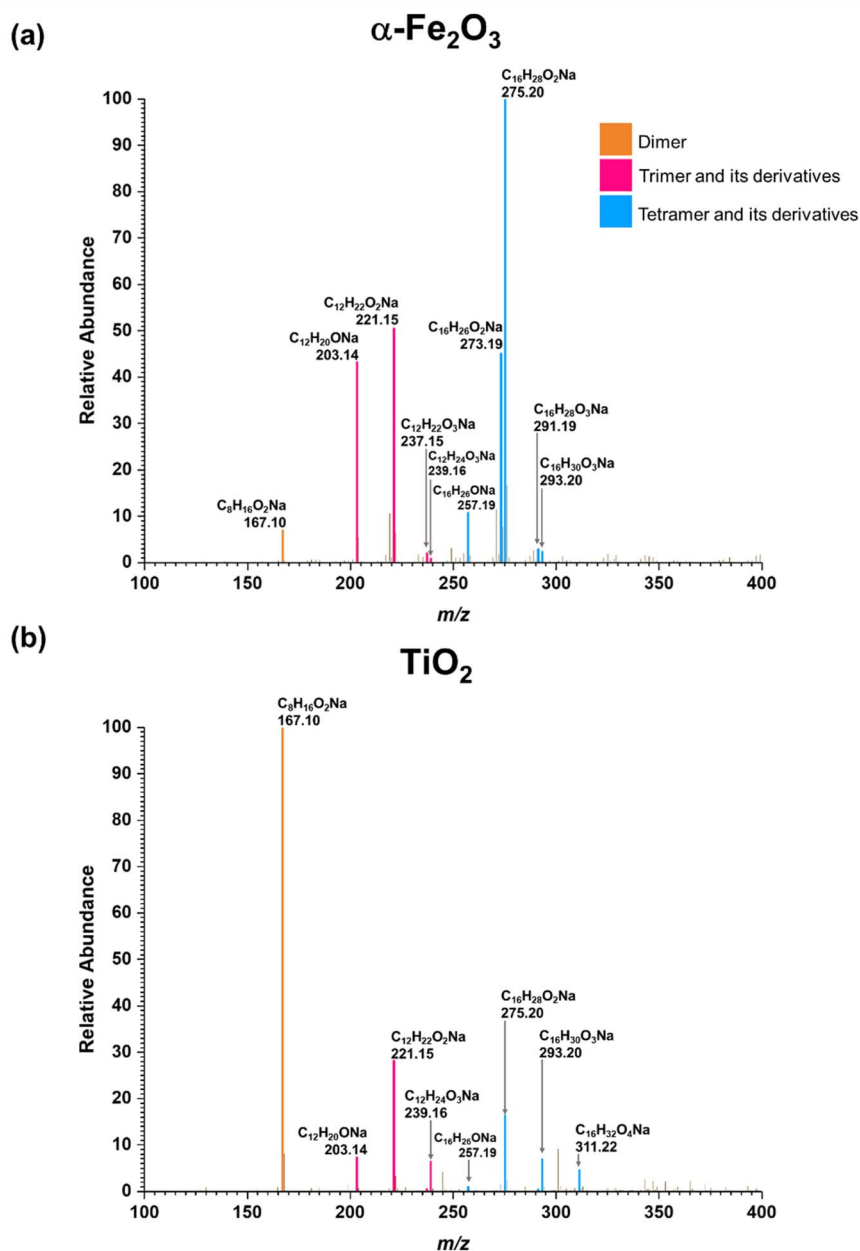 (a)
α-Fe₂O₃
C₁₆H₂₈O₂Na
275.20
Dimer
Trimer and its derivatives
Tetramer and its derivatives
C₁₂H₂₂O₂Na
221.15
C₁₂H₂₀ONa
203.14
C₁₆H₂₆O₂Na
273.19
C₁₂H₂₂O₃Na
237.15
C₁₂H₂₄O₃Na
239.16
C₁₆H₂₆ONa
257.19
C₁₆H₂₈O₃Na
291.19
C₁₆H₃₀O₃Na
293.20
C₈H₁₆O₂Na
167.10
Relative Abundance
100
90
80
70
60
50
40
30
20
10
0
100 150 200 250 300 350 400
m/z
(b)
TiO₂
C₈H₁₆O₂Na
167.10
C₁₆H₂₈O₂Na
275.20
C₁₂H₂₂O₂Na
221.15
C₁₆H₃₀O₃Na
293.20
C₁₂H₂₄O₃Na
239.16
C₁₂H₂₀ONa
203.14
C₁₆H₂₆ONa
257.19
C₁₆H₃₂O₄Na
311.22
Relative Abundance
100
90
80
70
60
50
40
30
20
10
0
100 150 200 250 300 350 400
m/z